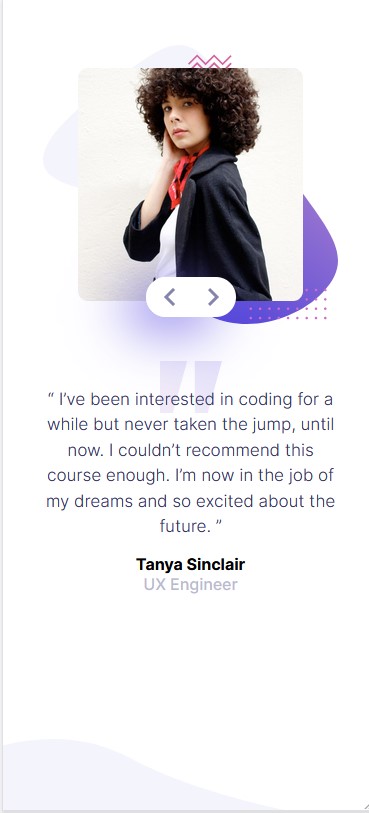 “ I’ve been interested in coding for a
while but never taken the jump, until
now. I couldn’t recommend this
course enough. I’m now in the job of
my dreams and so excited about the
future. ”
Tanya Sinclair
UX Engineer